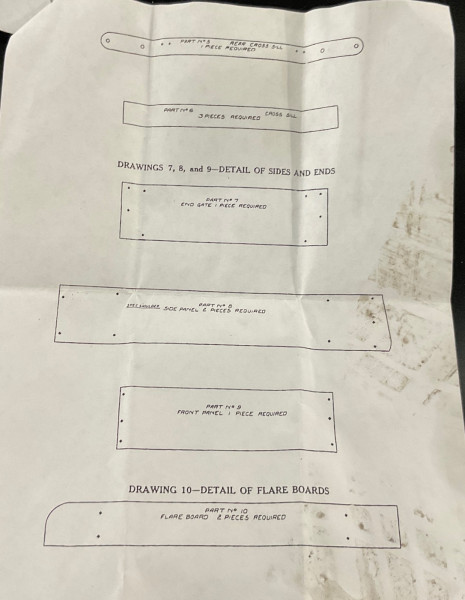 PART Nº 5 REAR CROSS SILL
1 PIECE REQUIRED
PART Nº 6
3 PIECES REQUIRED CROSS SILL
DRAWINGS 7, 8, and 9—DETAIL OF SIDES AND ENDS
PART Nº 7
END GATE 1 PIECE REQUIRED
PART Nº 8
SIDE PANEL 2 PIECES REQUIRED
PART Nº 9
FRONT PANEL 1 PIECE REQUIRED
DRAWING 10—DETAIL OF FLARE BOARDS
PART Nº 10
FLARE BOARD 2 PIECES REQUIRED